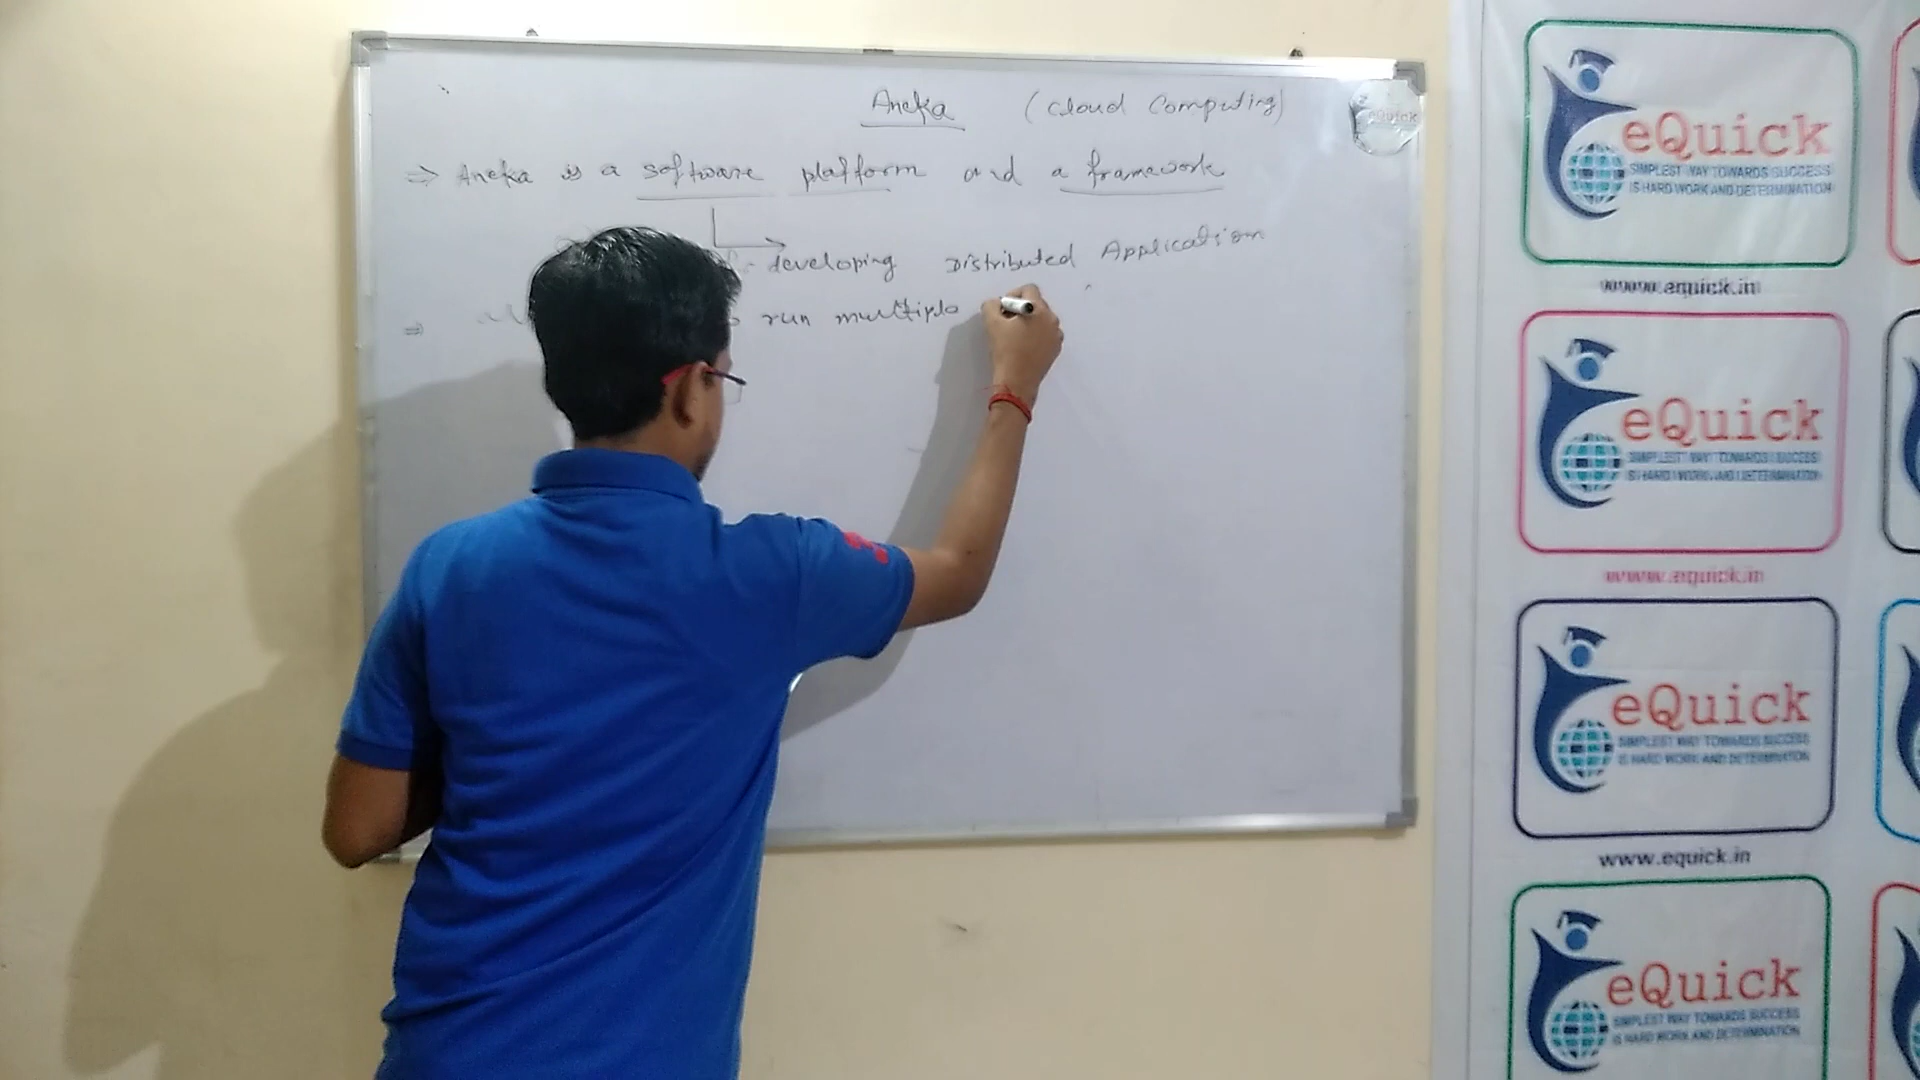 Aneka (Cloud Computing)
⇒ Aneka is a software platform and a framework
developing Distributed Application
⇒ run multiple
eQuick
eQuick
SIMPLEST WAY TOWARDS SUCCESS
IS HARD WORK AND DETERMINATION
www.equick.in
eQuick
SIMPLEST WAY TOWARDS SUCCESS
IS HARD WORK AND DETERMINATION
www.equick.in
eQuick
SIMPLEST WAY TOWARDS SUCCESS
IS HARD WORK AND DETERMINATION
www.equick.in
eQuick
SIMPLEST WAY TOWARDS SUCCESS
IS HARD WORK AND DETERMINATION